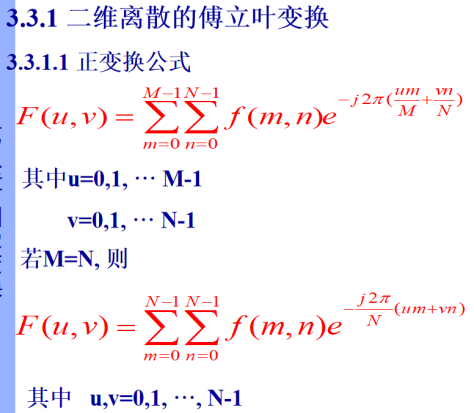 3.3.1 二维离散的傅立叶变换
3.3.1.1 正变换公式
F(u,v) = \sum_{m=0}^{M-1} \sum_{n=0}^{N-1} f(m,n)e^{-j2\pi(\frac{um}{M}+\frac{vn}{N})}
其中u=0,1, ··· M-1
v=0,1, ··· N-1
若M=N, 则
F(u,v) = \sum_{m=0}^{N-1} \sum_{n=0}^{N-1} f(m,n)e^{-\frac{j2\pi}{N}(um+vn)}
其中 u,v=0,1, ···, N-1